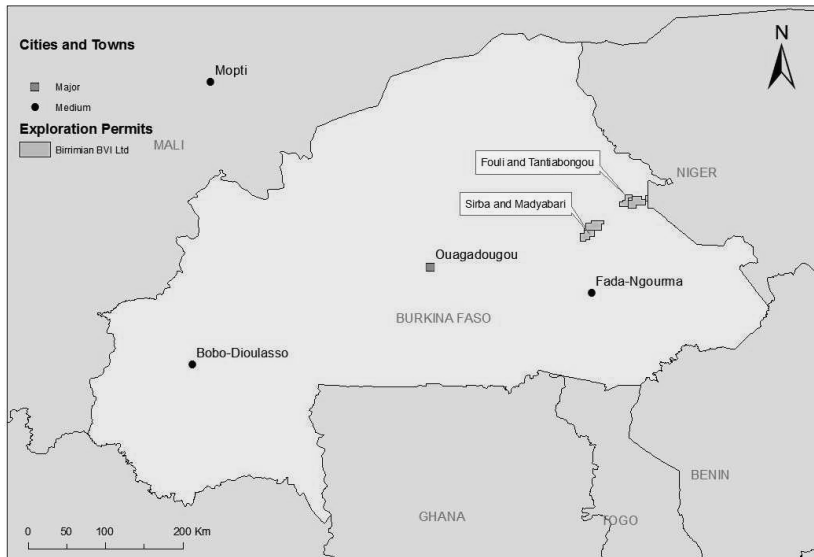 Cities and Towns
Major
Medium
Exploration Permits
Birrimian BVI Ltd
N
Mopti
MALI
Fouli and Tantiabongou
NIGER
Sirba and Madyabari
Ouagadougou
Fada-Ngourma
BURKINA FASO
Bobo-Dioulasso
BENIN
GHANA
TOGO
0 50 100 200 Km